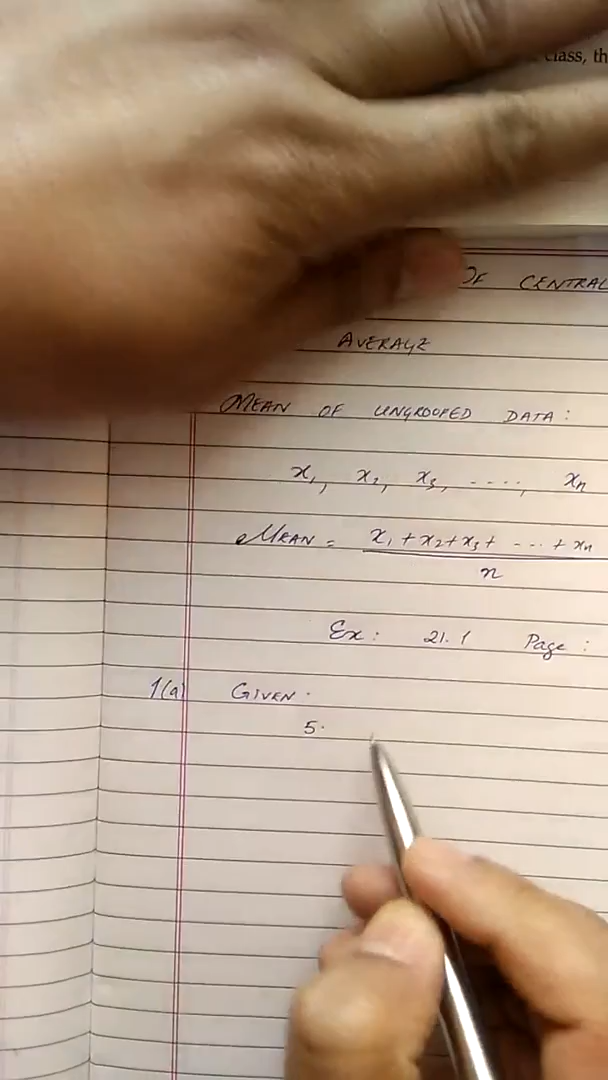 class, th
OF CENTRAL
AVERAGE
MEAN OF UNGROUPED DATA:
x₁, x₂, x₃, ...., xn
MEAN = x₁ + x₂ + x₃ + ... + xn
n
Ex: 21.1 Page:
1(a) GIVEN.
5.